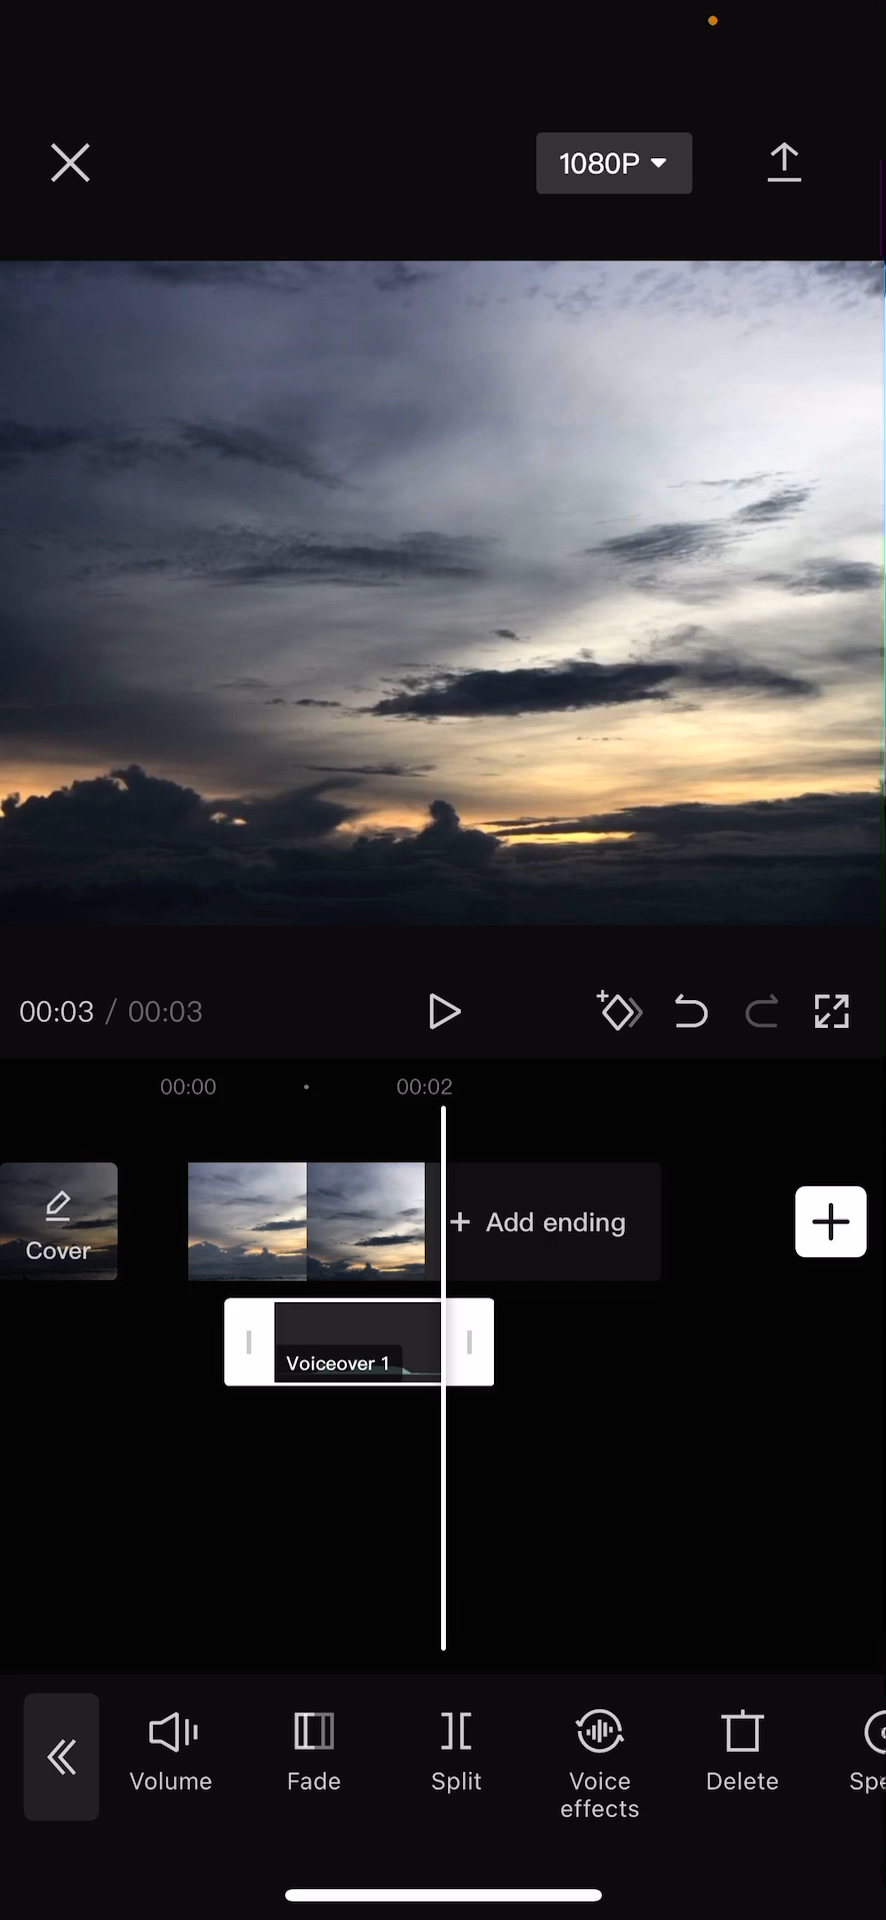 1080P
00:03 / 00:03
00:00
00:02
Cover
+ Add ending
Voiceover 1
Volume
Fade
Split
Voice
effects
Delete